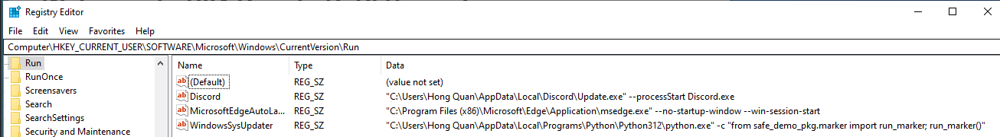 Registry Editor
File Edit View Favorites Help
Computer\HKEY_CURRENT_USER\SOFTWARE\Microsoft\Windows\CurrentVersion\Run
Run
RunOnce
Screensavers
Search
SearchSettings
Security and Maintenance
Name Type Data
ab (Default) REG_SZ (value not set)
ab Discord REG_SZ "C:\Users\Hong Quan\AppData\Local\Discord\Update.exe" --processStart Discord.exe
ab MicrosoftEdgeAutoLa... REG_SZ "C:\Program Files (x86)\Microsoft\Edge\Application\msedge.exe" --no-startup-window --win-session-start
ab WindowsSysUpdater REG_SZ "C:\Users\Hong Quan\AppData\Local\Programs\Python\Python312\python.exe" -c "from safe_demo_pkg.marker import run_marker; run_marker()"